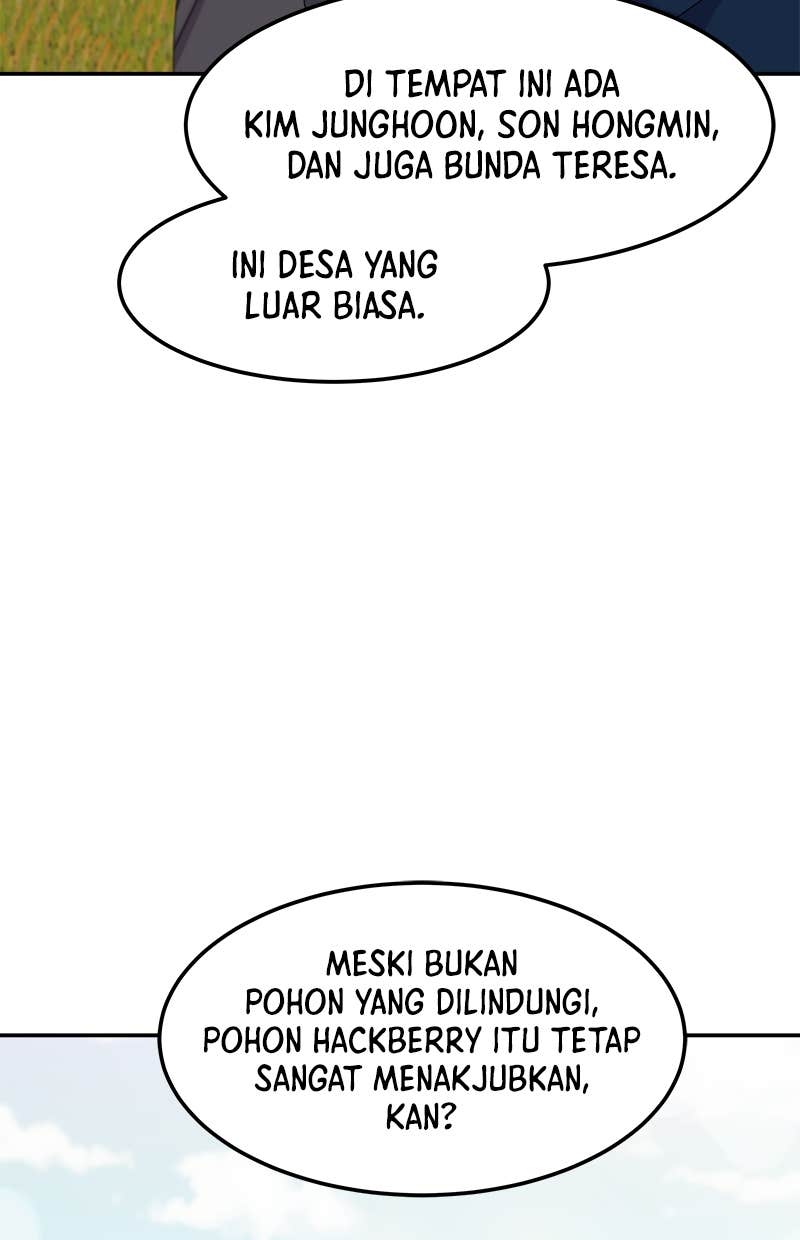 DI TEMPAT INI ADA
KIM JUNGHOON, SON HONGMIN,
DAN JUGA BUNDA TERESA.
INI DESA YANG
LUAR BIASA.
MESKI BUKAN
POHON YANG DILINDUNGI,
POHON HACKBERRY ITU TETAP
SANGAT MENAKJUBKAN,
KAN?